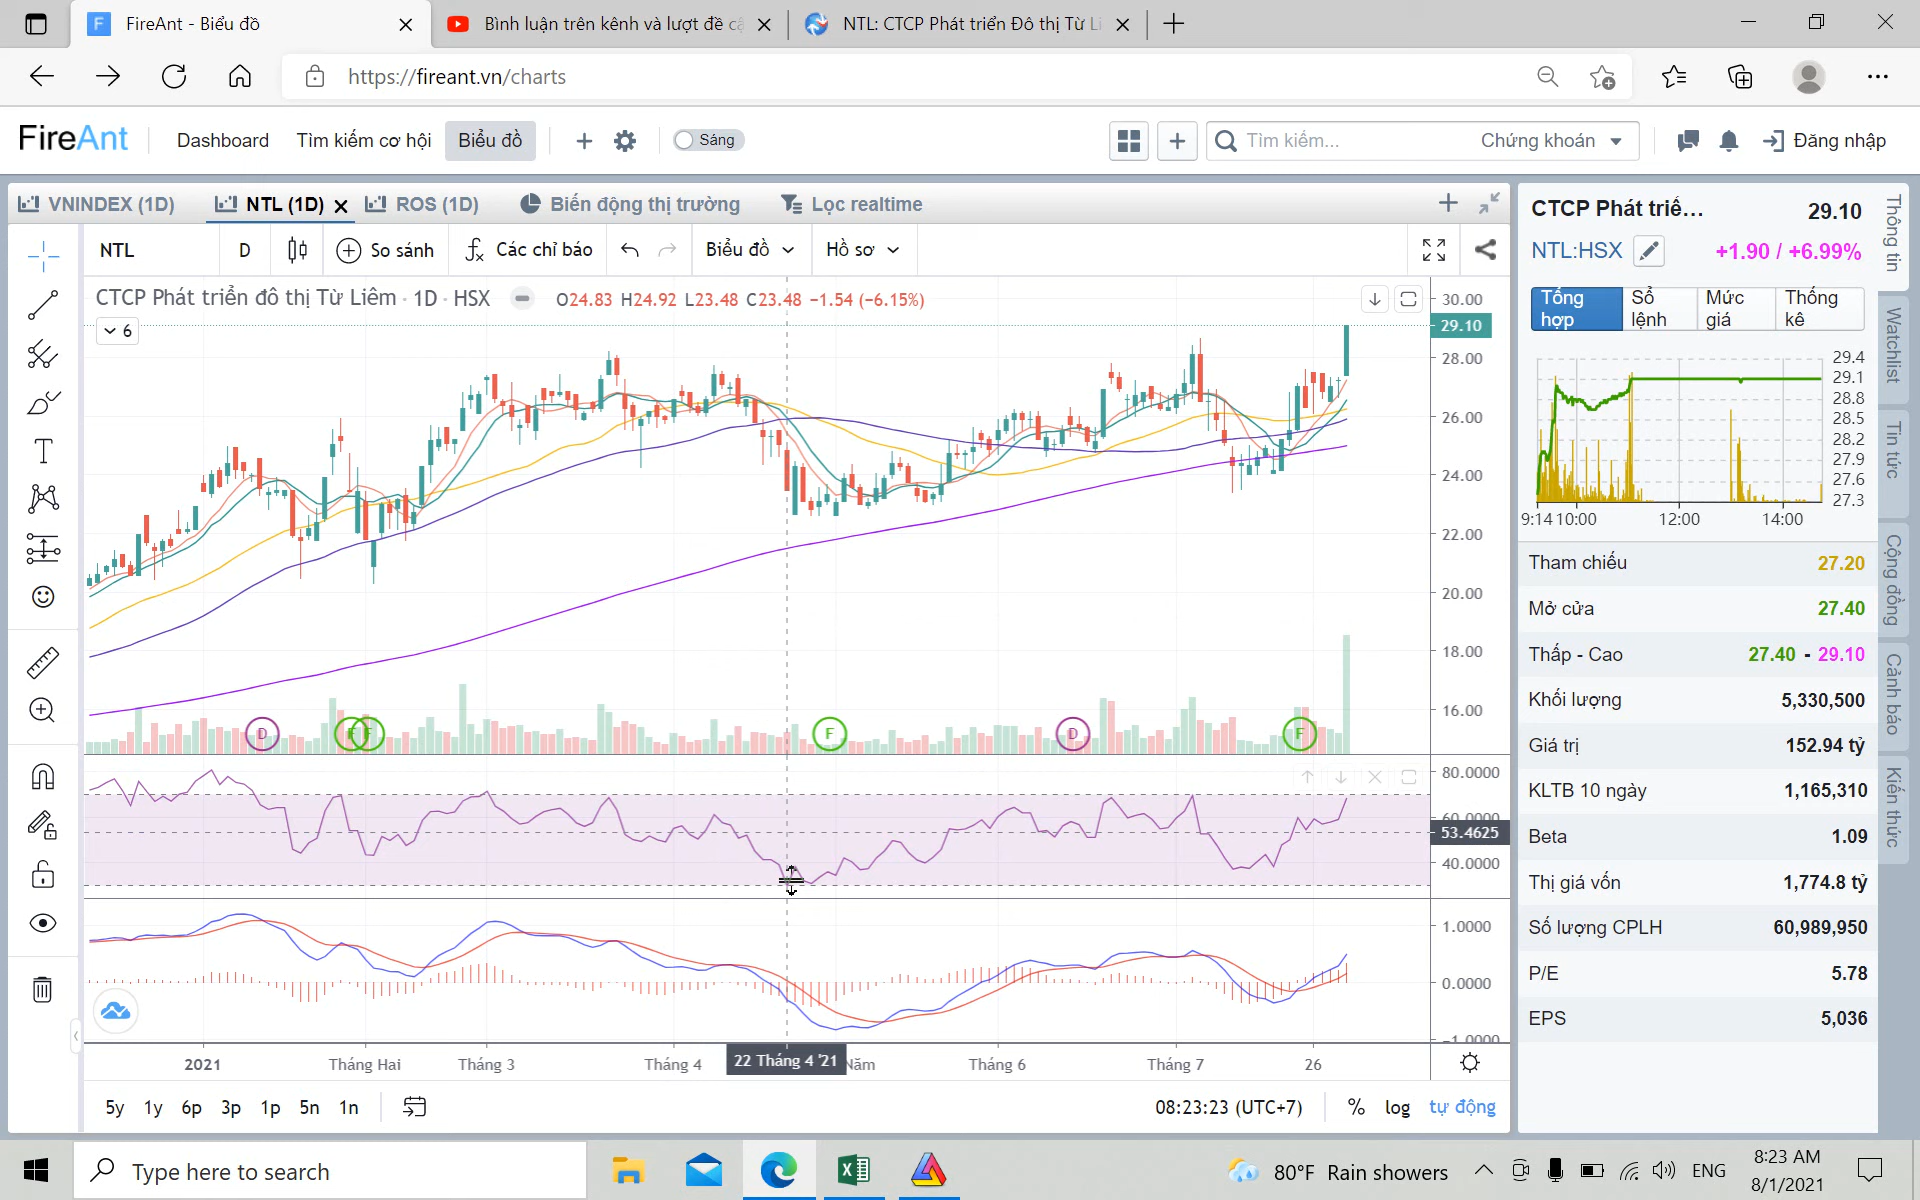 FireAnt - Biểu đồ
Bình luận trên kênh và lượt đề cậ
NTL: CTCP Phát triển Đô thị Từ Li
https://fireant.vn/charts
FireAnt
Dashboard
Tìm kiếm cơ hội
Biểu đồ
Sáng
Tìm kiếm...
Chứng khoán
Đăng nhập
VNINDEX (1D)
NTL (1D)
ROS (1D)
Biến động thị trường
Lọc realtime
NTL
D
So sánh
Các chỉ báo
Biểu đồ
Hồ sơ
CTCP Phát triển đô thị Từ Liêm · 1D · HSX
O24.83 H24.92 L23.48 C23.48 −1.54 (−6.15%)
6
30.00
29.10
28.00
26.00
24.00
22.00
20.00
18.00
16.00
D
F
F
F
D
F
80.0000
60.0000
53.4625
40.0000
1.0000
0.0000
−1.0000
2021
Tháng Hai
Tháng 3
Tháng 4
22 Tháng 4 '21
Năm
Tháng 6
Tháng 7
26
5y 1y 6p 3p 1p 5n 1n
08:23:23 (UTC+7)
%
log
tự động
CTCP Phát triể...
29.10
NTL:HSX
+1.90 / +6.99%
Tổng hợp
Sổ lệnh
Mức giá
Thống kê
29.4
29.1
28.8
28.5
28.2
27.9
27.6
27.3
9:14 10:00 12:00 14:00
Tham chiếu 27.20
Mở cửa 27.40
Thấp - Cao 27.40 - 29.10
Khối lượng 5,330,500
Giá trị 152.94 tỷ
KLTB 10 ngày 1,165,310
Beta 1.09
Thị giá vốn 1,774.8 tỷ
Số lượng CPLH 60,989,950
P/E 5.78
EPS 5,036
Thông tin
Watchlist
Tin tức
Cộng đồng
Cảnh báo
Kiến thức
Type here to search
80°F Rain showers
ENG
8:23 AM
8/1/2021